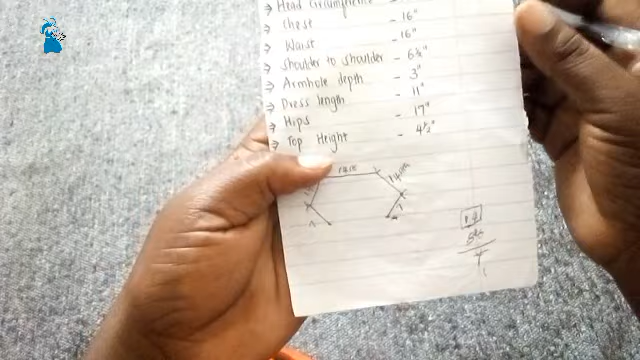 ⇒ Head Circumference
⇒ Chest - 16"
⇒ Waist - 16"
⇒ Shoulder to shoulder - 6½"
⇒ Armhole depth - 3"
⇒ Dress length - 11"
⇒ Hips - 17"
⇒ Top Height - 4½"